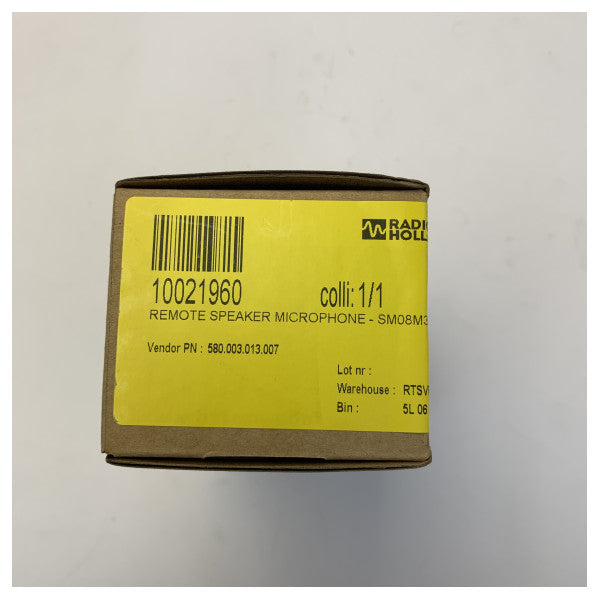 RADI
HOLL
10021960
colli: 1/1
REMOTE SPEAKER MICROPHONE - SM08M3
Vendor PN : 580.003.013.007
Lot nr :
Warehouse : RTSV
Bin : 5L 06